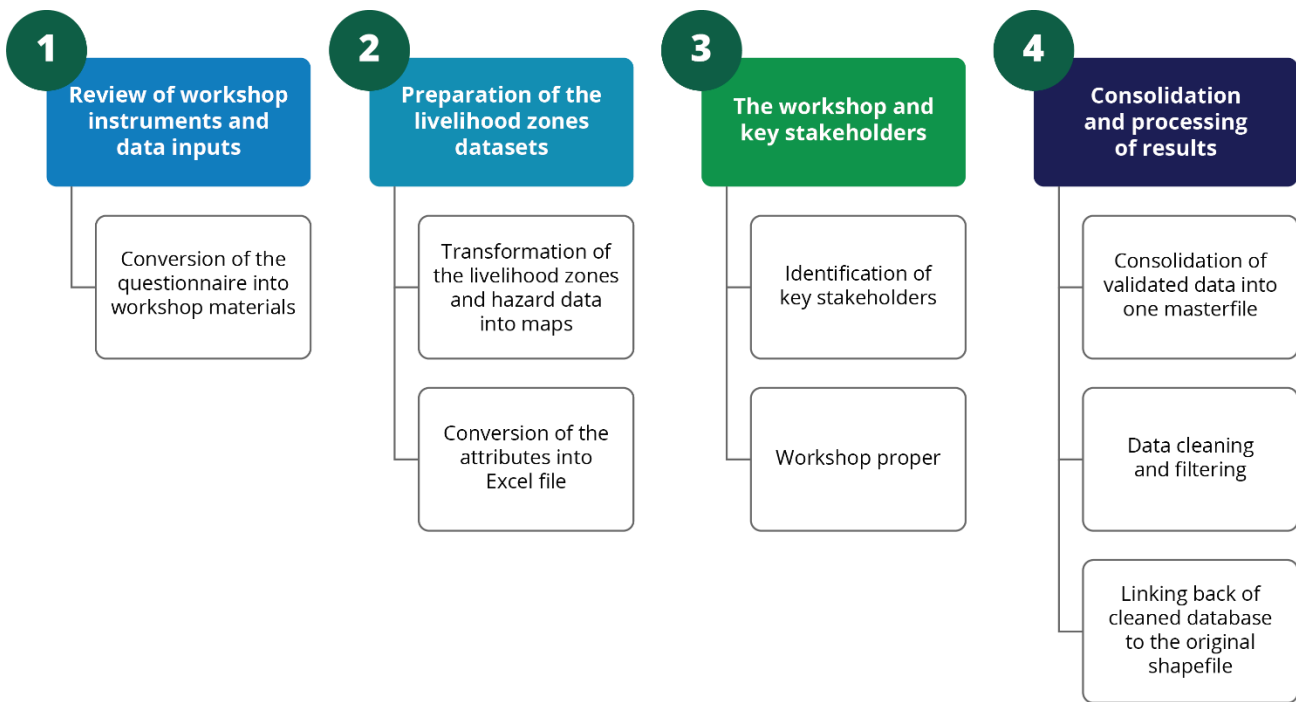 1
Review of workshop
instruments and
data inputs
Conversion of the
questionnaire into
workshop materials
2
Preparation of the
livelihood zones
datasets
Transformation of
the livelihood zones
and hazard data
into maps
Conversion of the
attributes into
Excel file
3
The workshop and
key stakeholders
Identification of
key stakeholders
Workshop proper
4
Consolidation
and processing
of results
Consolidation of
validated data into
one masterfile
Data cleaning
and filtering
Linking back of
cleaned database
to the original
shapefile